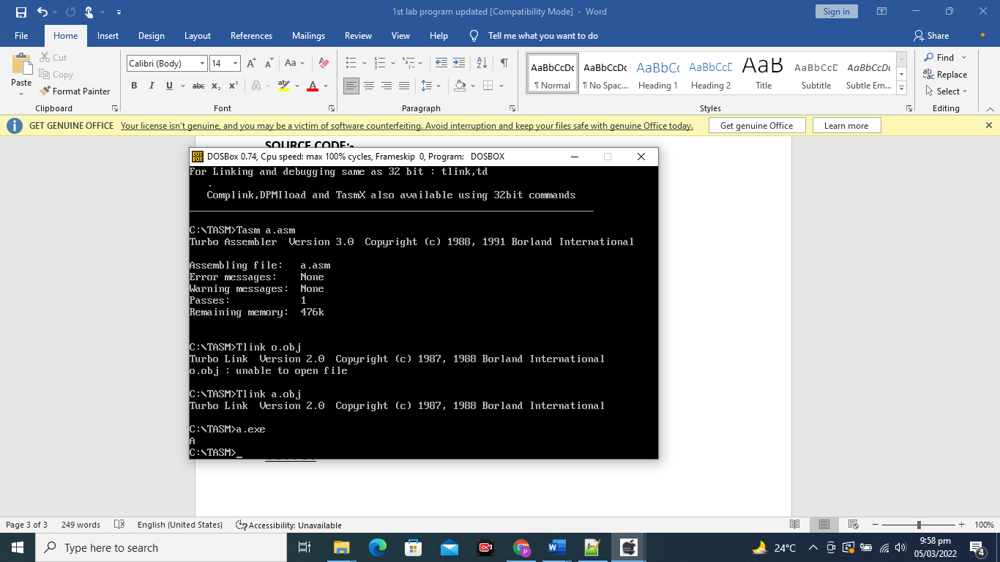 1st lab program updated [Compatibility Mode] - Word
Sign in
File Home Insert Design Layout References Mailings Review View Help Tell me what you want to do Share
Paste
Cut
Copy
Format Painter
Clipboard
Calibri (Body) 14
Aa
B I U abc x₂ x² A A
Font
Paragraph
AaBbCcDc AaBbCcDc AaBbCc AaBbCcD AaB AaBbCcD AaBbCcDc
¶ Normal ¶ No Spac... Heading 1 Heading 2 Title Subtitle Subtle Em...
Styles
Find
Replace
Select
Editing
GET GENUINE OFFICE Your license isn't genuine, and you may be a victim of software counterfeiting. Avoid interruption and keep your files safe with genuine Office today. Get genuine Office Learn more
SOURCE CODE:-
DOSBox 0.74, Cpu speed: max 100% cycles, Frameskip 0, Program: DOSBOX
For Linking and debugging same as 32 bit : tlink,td
.
Complink,DPMIload and TasmX also available using 32bit commands
C:\TASM>Tasm a.asm
Turbo Assembler Version 3.0 Copyright (c) 1988, 1991 Borland International
Assembling file: a.asm
Error messages: None
Warning messages: None
Passes: 1
Remaining memory: 476k
C:\TASM>Tlink o.obj
Turbo Link Version 2.0 Copyright (c) 1987, 1988 Borland International
o.obj : unable to open file
C:\TASM>Tlink a.obj
Turbo Link Version 2.0 Copyright (c) 1987, 1988 Borland International
C:\TASM>a.exe
A
C:\TASM>_
Page 3 of 3 249 words English (United States) Accessibility: Unavailable 100%
Type here to search
24°C
9:58 pm
05/03/2022
4